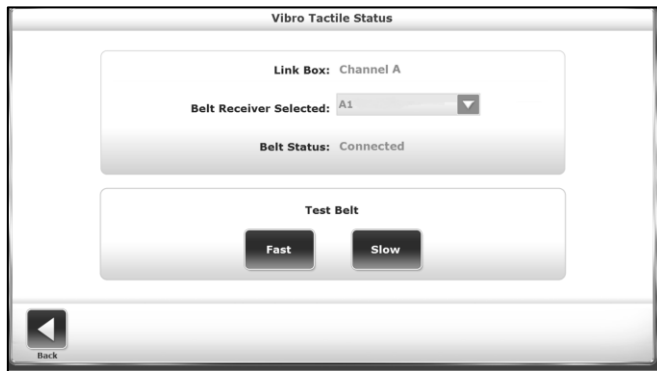 Vibro Tactile Status
Link Box: Channel A
Belt Receiver Selected: A1
Belt Status: Connected
Test Belt
Fast Slow
Back